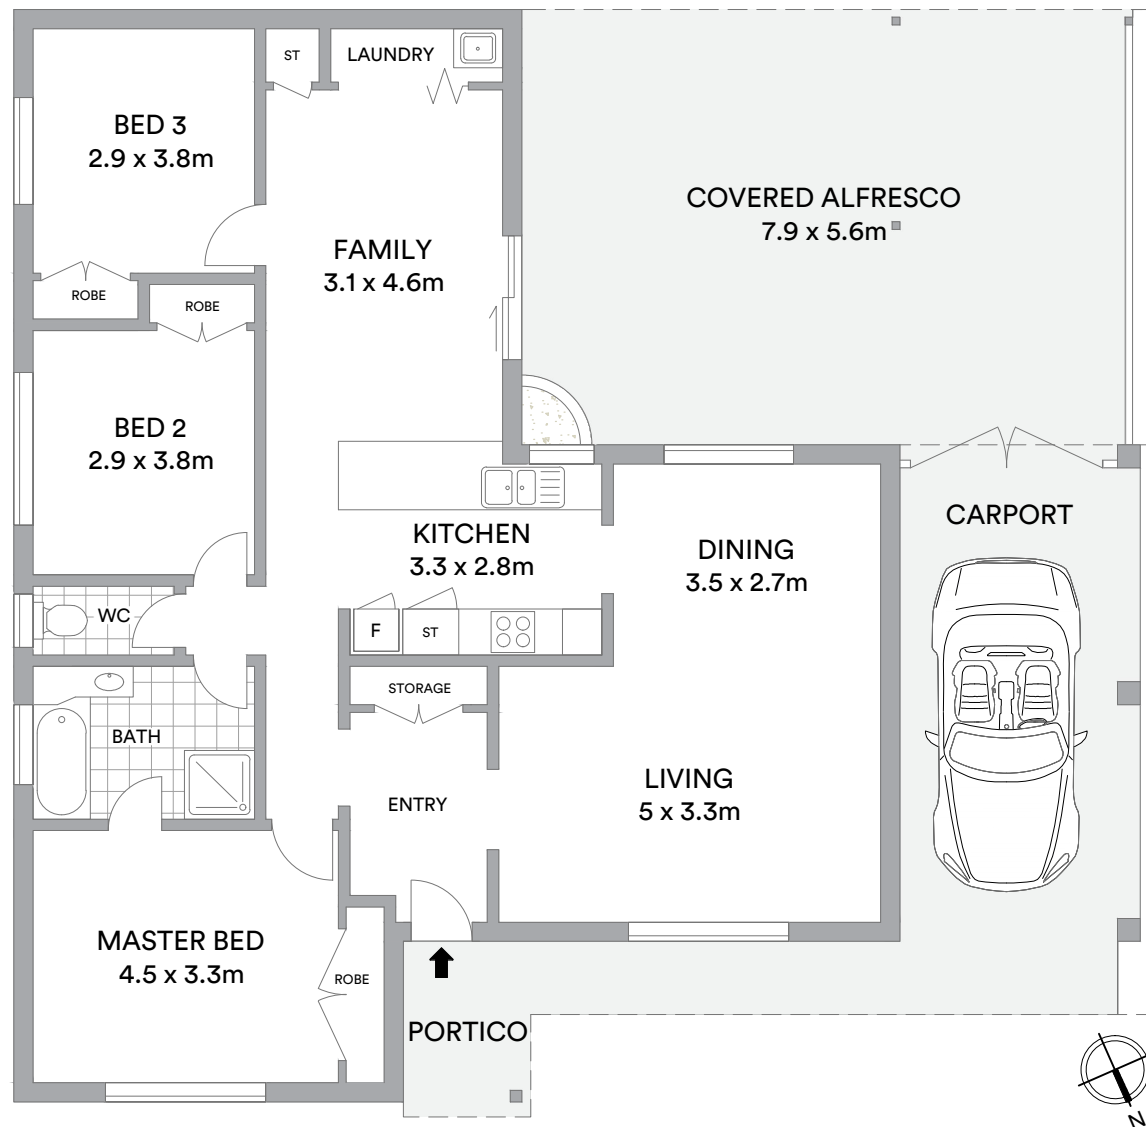 ST
LAUNDRY
BED 3
2.9 x 3.8m
COVERED ALFRESCO
7.9 x 5.6m
FAMILY
3.1 x 4.6m
ROBE
ROBE
BED 2
2.9 x 3.8m
CARPORT
KITCHEN
3.3 x 2.8m
DINING
3.5 x 2.7m
WC
F
ST
STORAGE
BATH
LIVING
5 x 3.3m
ENTRY
MASTER BED
4.5 x 3.3m
ROBE
PORTICO
N